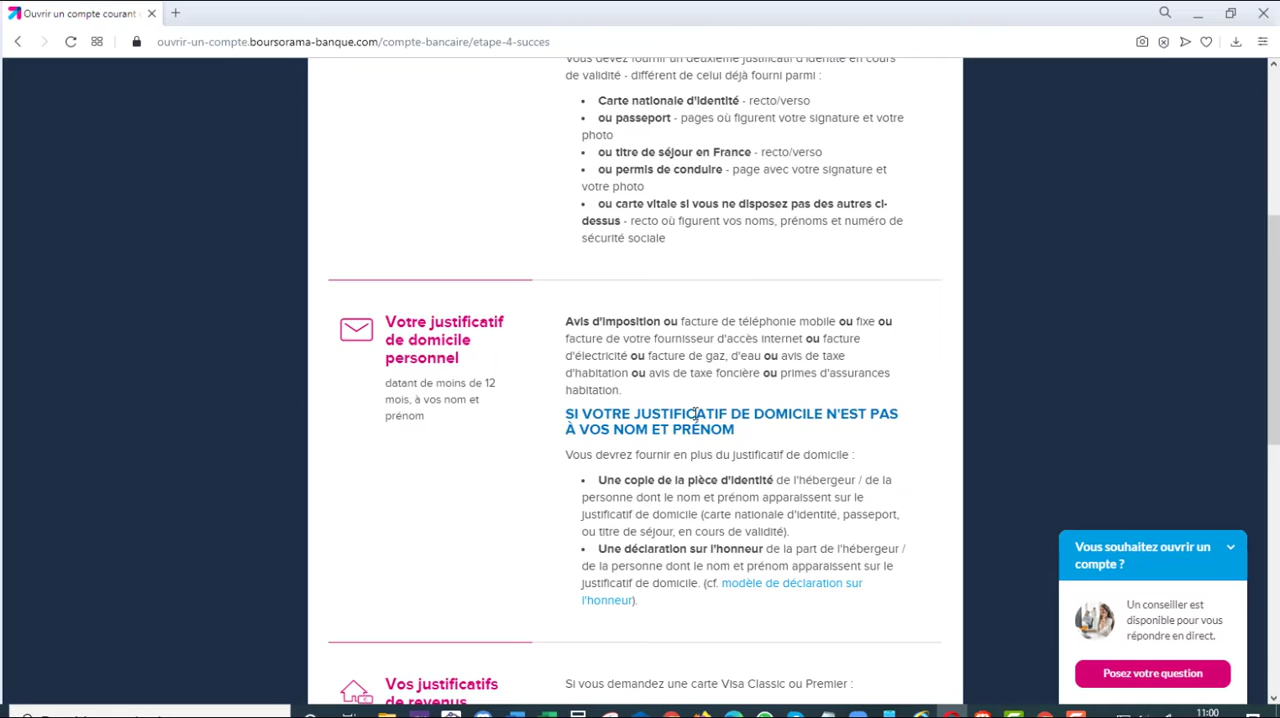 Ouvrir un compte courant
ouvrir-un-compte.boursorama-banque.com/compte-bancaire/etape-4-succes
Vous devez fournir un deuxième justificatif d'identité en cours
de validité - différent de celui déjà fourni parmi :
• Carte nationale d'identité - recto/verso
• ou passeport - pages où figurent votre signature et votre
photo
• ou titre de séjour en France - recto/verso
• ou permis de conduire - page avec votre signature et
votre photo
• ou carte vitale si vous ne disposez pas des autres ci-
dessus - recto où figurent vos noms, prénoms et numéro de
sécurité sociale
Votre justificatif
de domicile
personnel
datant de moins de 12
mois, à vos nom et
prénom
Avis d'imposition ou facture de téléphonie mobile ou fixe ou
facture de votre fournisseur d'accès internet ou facture
d'électricité ou facture de gaz, d'eau ou avis de taxe
d'habitation ou avis de taxe foncière ou primes d'assurances
habitation.
SI VOTRE JUSTIFICATIF DE DOMICILE N'EST PAS
À VOS NOM ET PRÉNOM
Vous devrez fournir en plus du justificatif de domicile :
• Une copie de la pièce d'identité de l'hébergeur / de la
personne dont le nom et prénom apparaissent sur le
justificatif de domicile (carte nationale d'identité, passeport,
ou titre de séjour, en cours de validité).
• Une déclaration sur l'honneur de la part de l'hébergeur /
de la personne dont le nom et prénom apparaissent sur le
justificatif de domicile. (cf. modèle de déclaration sur
l'honneur).
Vos justificatifs
de revenus
Si vous demandez une carte Visa Classic ou Premier :
Vous souhaitez ouvrir un
compte ?
Un conseiller est
disponible pour vous
répondre en direct.
Posez votre question
11:00